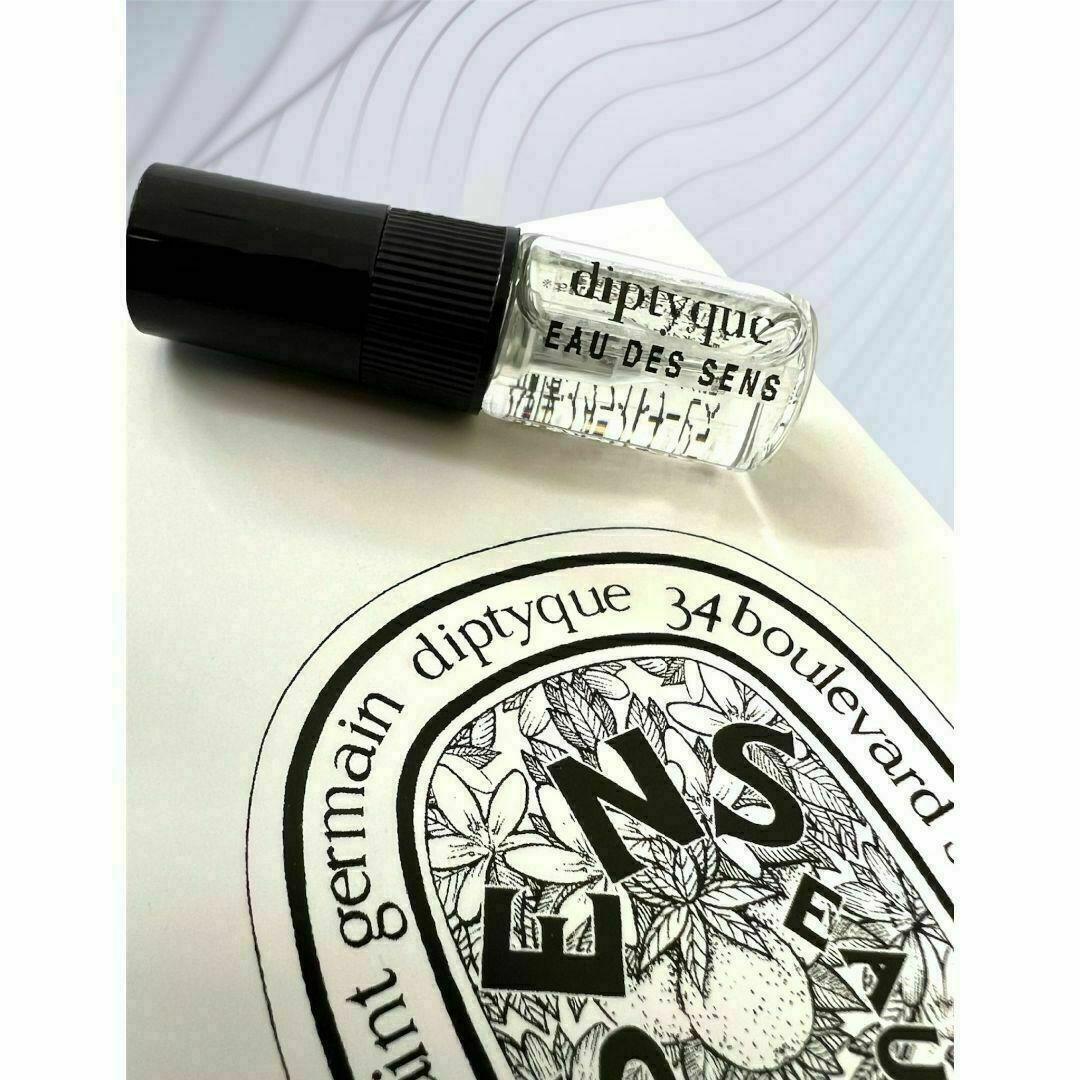 diptyque
EAU DES SENS
germain diptyque 34 boulevard
ENS
EAU